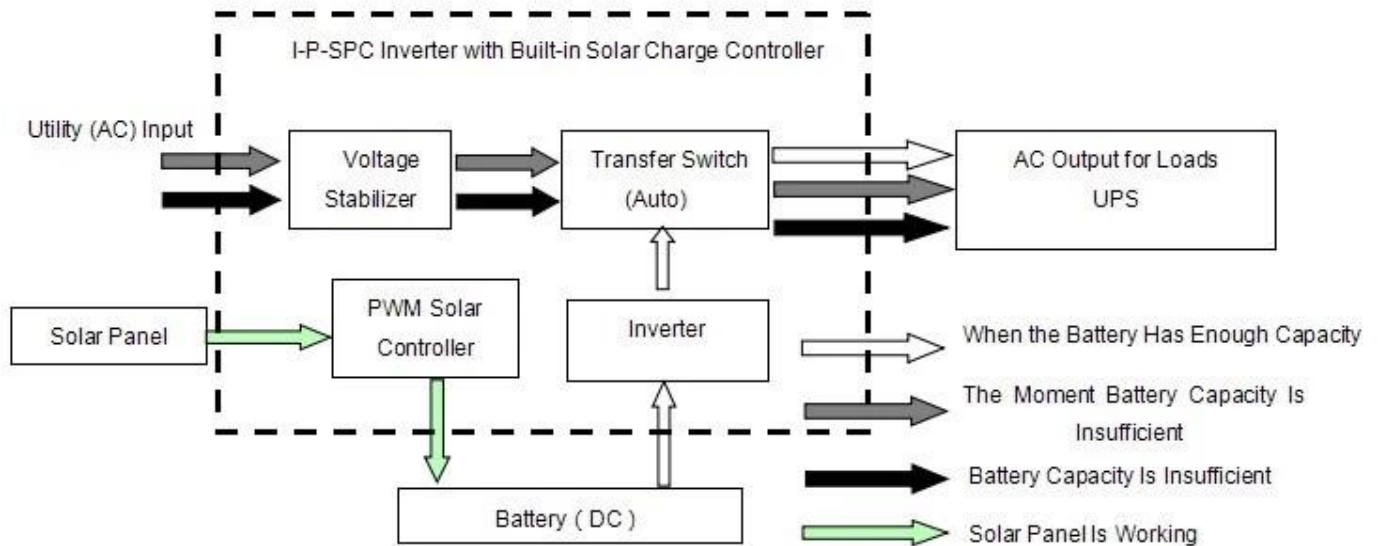 I-P-SPC Inverter with Built-in Solar Charge Controller
Utility (AC) Input
Voltage
Stabilizer
Transfer Switch
(Auto)
AC Output for Loads
UPS
Solar Panel
PWM Solar
Controller
Inverter
Battery ( DC )
When the Battery Has Enough Capacity
The Moment Battery Capacity Is
Insufficient
Battery Capacity Is Insufficient
Solar Panel Is Working